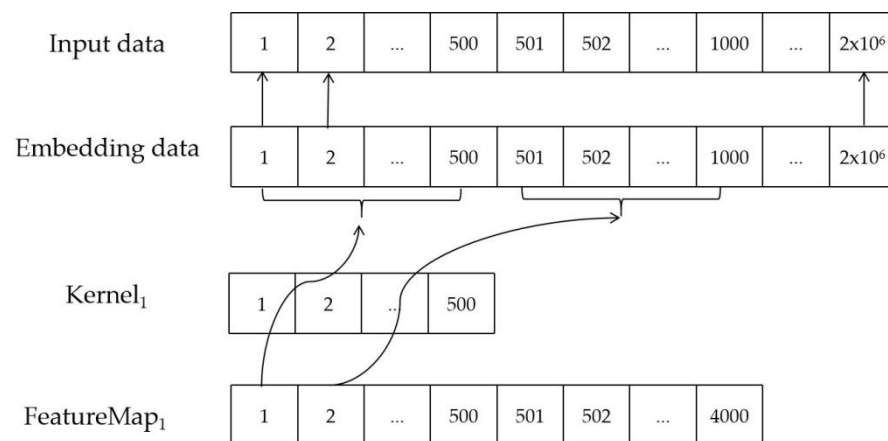 Input data 1 2 ... 500 501 502 ... 1000 ... 2x10⁶
Embedding data 1 2 ... 500 501 502 ... 1000 ... 2x10⁶
Kernel₁ 1 2 ... 500
FeatureMap₁ 1 2 ... 500 501 502 ... 4000